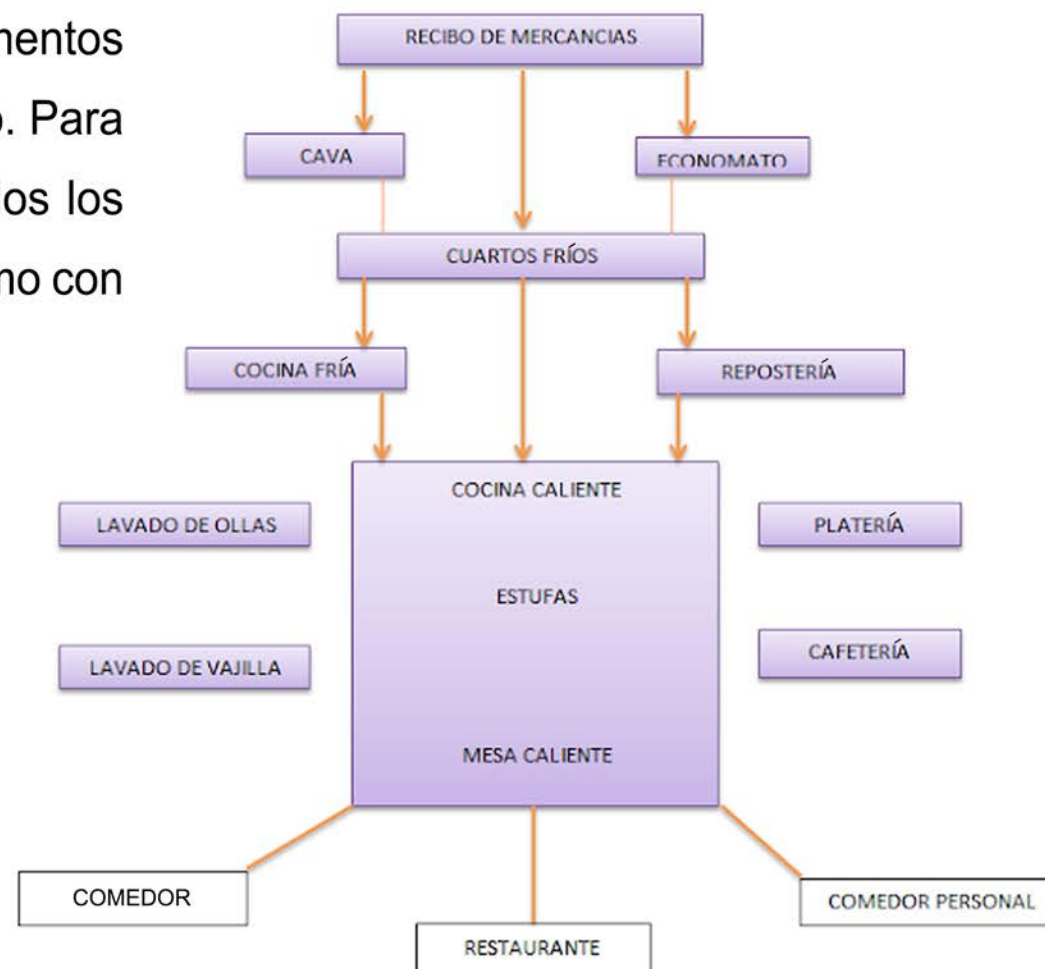 mentos
o. Para
los los
mo con
RECIBO DE MERCANCIAS
CAVA
ECONOMATO
CUARTOS FRÍOS
COCINA FRÍA
REPOSTERÍA
COCINA CALIENTE
LAVADO DE OLLAS
PLATERÍA
ESTUFAS
LAVADO DE VAJILLA
CAFETERÍA
MESA CALIENTE
COMEDOR
COMEDOR PERSONAL
RESTAURANTE